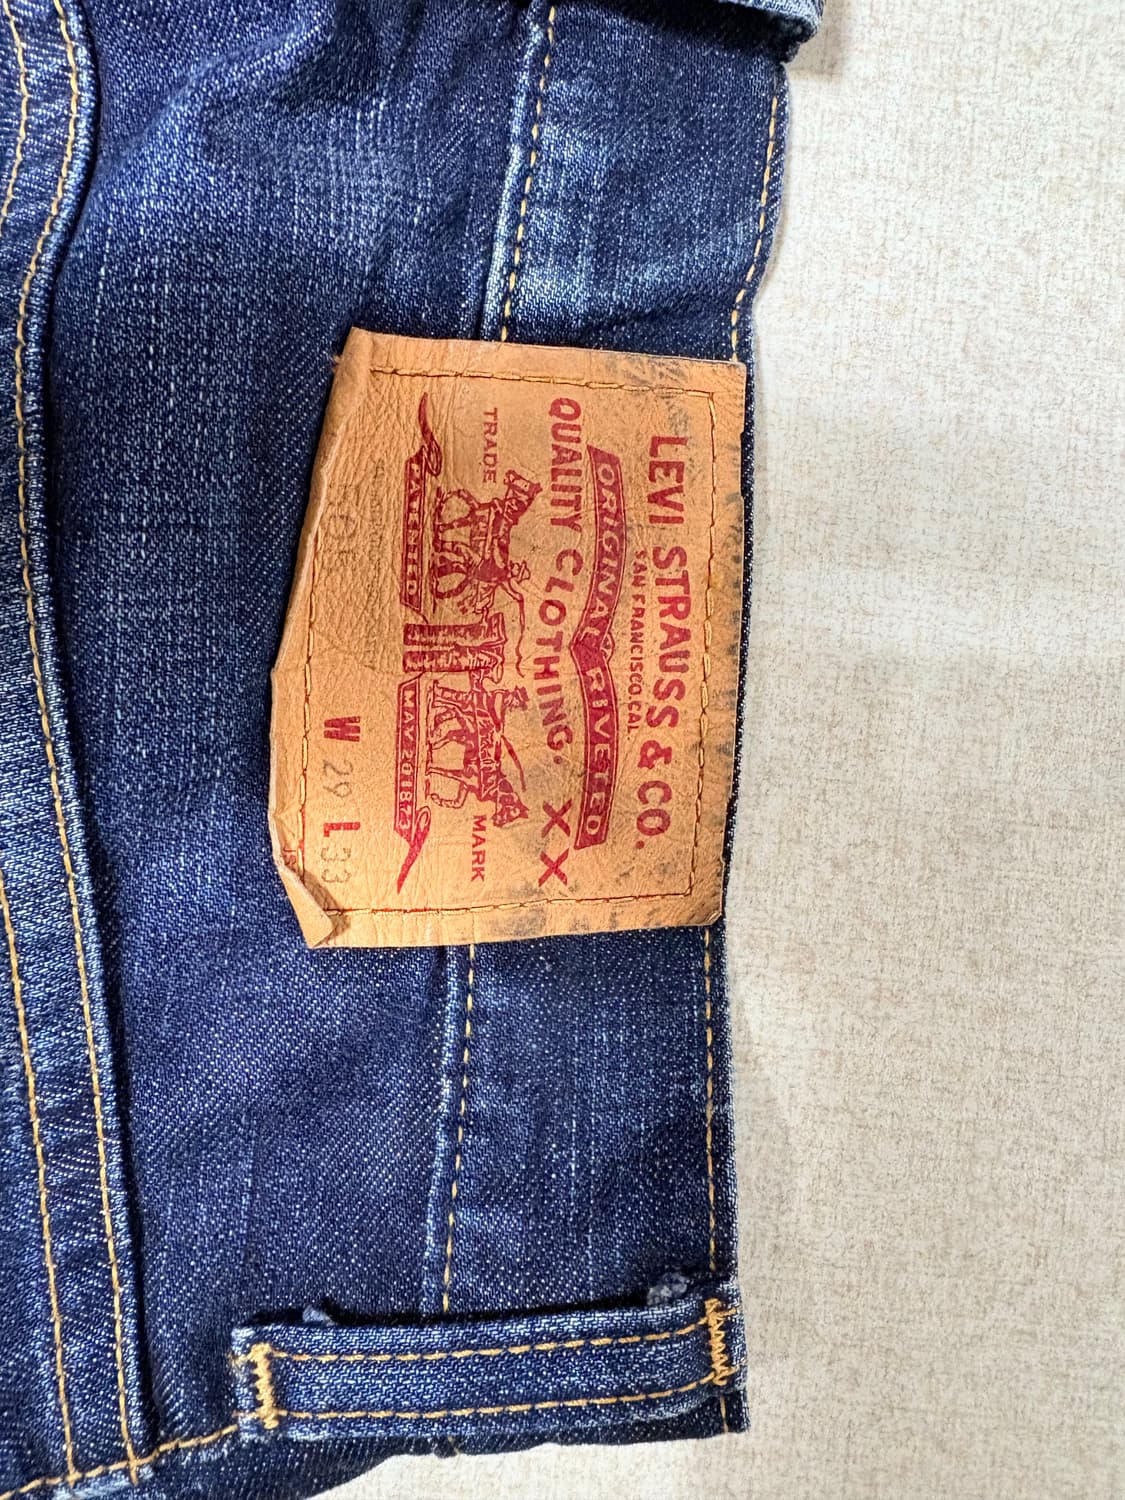 LEVI STRAUSS & CO.
SAN FRANCISCO, CAL
ORIGINAL RIVETED
QUALITY CLOTHING.
XX
TRADE MARK
PATENTED MAY 20 1873
W 29 L 33